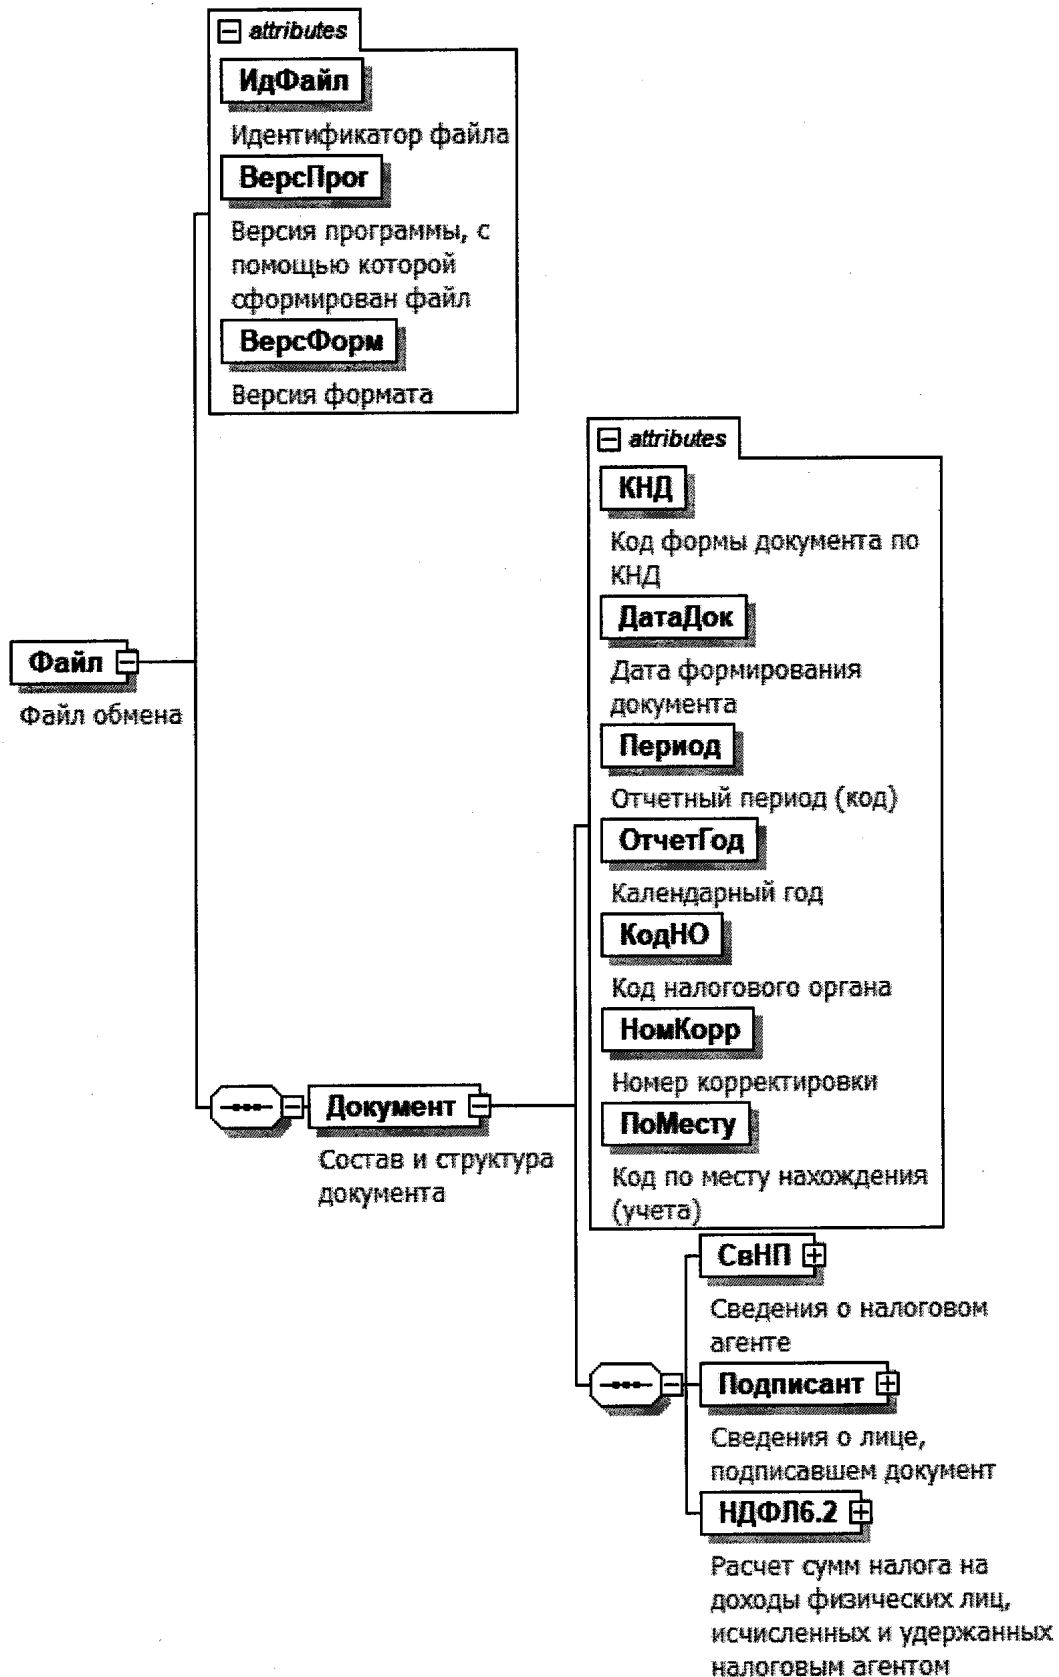 attributes
ИдФайл
Идентификатор файла
ВерсПрог
Версия программы, с
помощью которой
сформирован файл
ВерсФорм
Версия формата
attributes
КНД
Код формы документа по
КНД
ДатаДок
Дата формирования
документа
Период
Отчетный период (код)
ОтчетГод
Календарный год
КодНО
Код налогового органа
НомКорр
Номер корректировки
ПоМесту
Код по месту нахождения
(учета)
Файл
Файл обмена
Документ
Состав и структура
документа
СвНП
Сведения о налоговом
агенте
Подписант
Сведения о лице,
подписавшем документ
НДФЛ6.2
Расчет сумм налога на
доходы физических лиц,
исчисленных и удержанных
налоговым агентом